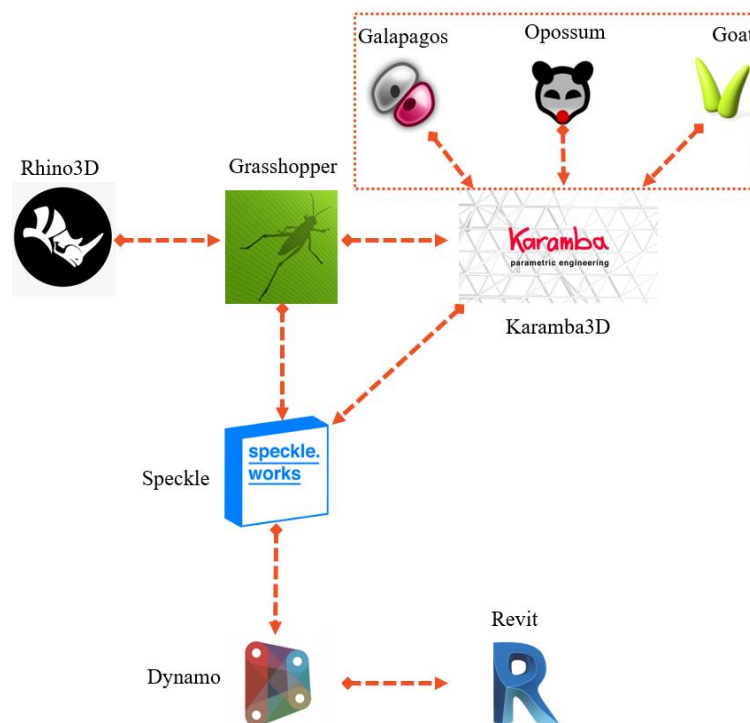 Galapagos
Opossum
Goat
Rhino3D
Grasshopper
Karamba
parametric engineering
Karamba3D
speckle.
works
Speckle
Revit
Dynamo